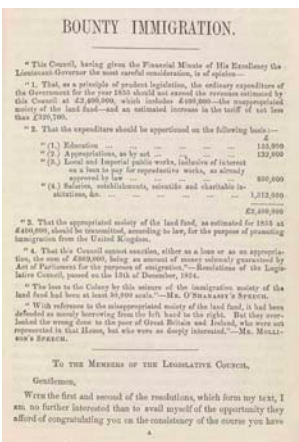 BOUNTY IMMIGRATION.
"This Council, having given the Financial Minute of His Excellency the
Lieutenant-Governor the most careful consideration, is of opinion—
"1. That, as a principle of prudent legislation, the ordinary expenditure of
the Government for the year 1855 should not exceed the revenues estimated by
this Council at £2,400,000, which includes £400,000—the unappropriated
moiety of the land fund—and an estimated increase in the tariff of not less
than £320,700.
"2. That the expenditure should be apportioned on the following basis:—
£
"(1.) Education ... ... ... ... 155,000
"(2.) Appropriations, as by act ... ... ... 132,000
"(3.) Local and Imperial public works, inclusive of interest
on a loan to pay for reproductive works, as already
approved by law ... ... ... ... 800,000
"(4.) Salaries, establishments, scientific and charitable in-
stitutions, &c. ... ... ... ... 1,313,000
£2,400,000
"3. That the appropriated moiety of the land fund, as estimated for 1855 at
£400,000, should be transmitted, according to law, for the purpose of promoting
immigration from the United Kingdom.
"4. That this Council cannot sanction, either as a loan or as an appropria-
tion, the sum of being an amount of money solemnly guaranteed by
Act of Parliament for the purposes of emigration."—Resolutions of the Legis-
lative Council, passed on the 15th of December, 1854.
"The loss to the Colony by this seizure of the immigration moiety of the
land fund had been at least 50,000 souls."—MR. O'SHANASSY'S SPEECH.
"With reference to the misappropriated moiety of the land fund, it had been
defended as merely borrowing from the left hand to the right. But they over-
looked the wrong done to the poor of Great Britain and Ireland, who were not
represented in that House, but who were so deeply interested."—MR. MOLLI-
SON'S SPEECH.
TO THE MEMBERS OF THE LEGISLATIVE COUNCIL.
Gentlemen,
WITH the first and second of the resolutions, which form my text, I
am no further interested than to avail myself of the opportunity they
afford of congratulating you on the consistency of the course you have